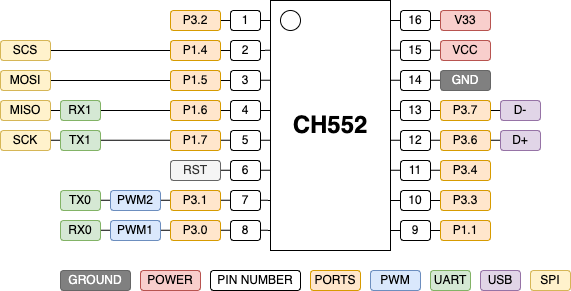 P3.2 1 16 V33
SCS P1.4 2 15 VCC
MOSI P1.5 3 14 GND
MISO RX1 P1.6 4 13 P3.7 D-
CH552
SCK TX1 P1.7 5 12 P3.6 D+
RST 6 11 P3.4
TX0 PWM2 P3.1 7 10 P3.3
RX0 PWM1 P3.0 8 9 P1.1
GROUND POWER PIN NUMBER PORTS PWM UART USB SPI